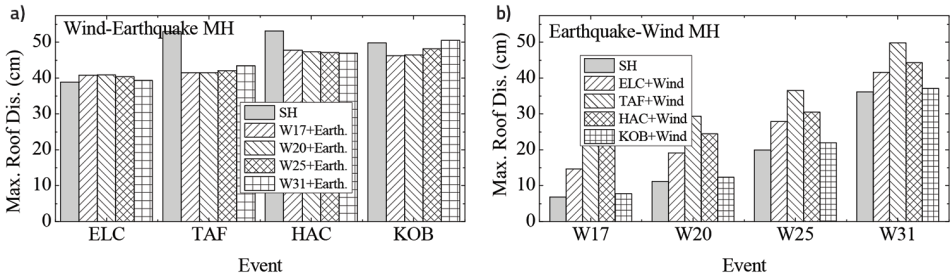 a)
Wind-Earthquake MH
Max. Roof Dis. (cm)
50
40
30
20
10
0
SH
W17+Earth.
W20+Earth.
W25+Earth.
W31+Earth.
ELC TAF HAC KOB
Event
b)
Earthquake-Wind MH
Max. Roof Dis. (cm)
50
40
30
20
10
0
SH
ELC+Wind
TAF+Wind
HAC+Wind
KOB+Wind
W17 W20 W25 W31
Event